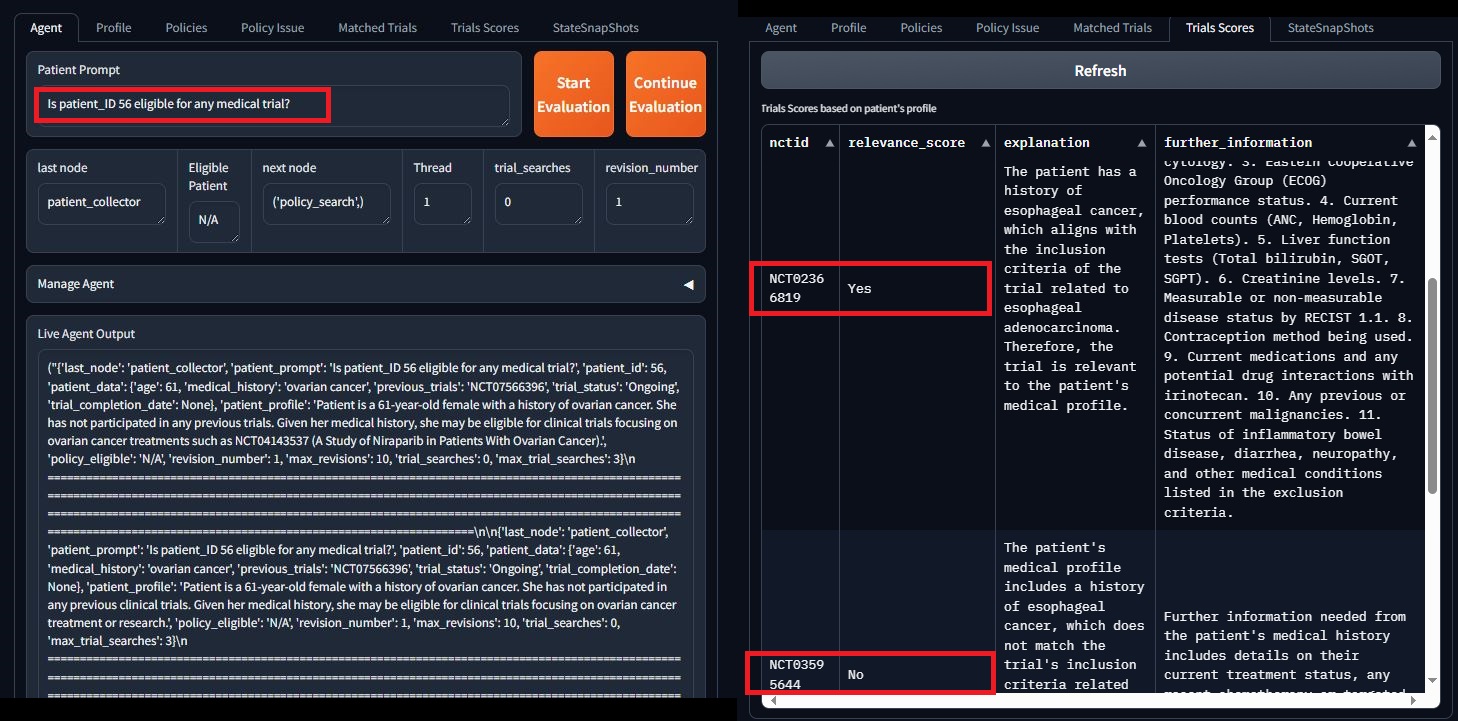 Agent Profile Policies Policy Issue Matched Trials Trials Scores StateSnapShots
Patient Prompt
Is patient_ID 56 eligible for any medical trial?
Start
Evaluation
Continue
Evaluation
last node
patient_collector
Eligible
Patient
N/A
next node
('policy_search',)
Thread
1
trial_searches
0
revision_number
1
Manage Agent
Live Agent Output
("{'last_node': 'patient_collector', 'patient_prompt': 'Is patient_ID 56 eligible for any medical trial?', 'patient_id': 56,
'patient_data': {'age': 61, 'medical_history': 'ovarian cancer', 'previous_trials': 'NCT07566396', 'trial_status': 'Ongoing',
'trial_completion_date': None}, 'patient_profile': 'Patient is a 61-year-old female with a history of ovarian cancer. She
has not participated in any previous trials. Given her medical history, she may be eligible for clinical trials focusing on
ovarian cancer treatments such as NCT04143537 (A Study of Niraparib in Patients With Ovarian Cancer).',
'policy_eligible': 'N/A', 'revision_number': 1, 'max_revisions': 10, 'trial_searches': 0, 'max_trial_searches': 3}\n
\n\n{'last_node': 'patient_collector',
'patient_prompt': 'Is patient_ID 56 eligible for any medical trial?', 'patient_id': 56, 'patient_data': {'age': 61,
'medical_history': 'ovarian cancer', 'previous_trials': 'NCT07566396', 'trial_status': 'Ongoing', 'trial_completion_date':
None}, 'patient_profile': 'Patient is a 61-year-old female with a history of ovarian cancer. She has not participated in
any previous clinical trials. Given her medical history, she may be eligible for clinical trials focusing on ovarian cancer
treatment or research.', 'policy_eligible': 'N/A', 'revision_number': 1, 'max_revisions': 10, 'trial_searches': 0,
'max_trial_searches': 3}\n
Agent Profile Policies Policy Issue Matched Trials Trials Scores StateSnapShots
Refresh
Trials Scores based on patient's profile
nctid relevance_score explanation further_information
NCT0236
6819
Yes
The patient has a
history of
esophageal cancer,
which aligns with
the inclusion
criteria of the
trial related to
esophageal
adenocarcinoma.
Therefore, the
trial is relevant
to the patient's
medical profile.
cytology. 3. Eastern Cooperative
Oncology Group (ECOG)
performance status. 4. Current
blood counts (ANC, Hemoglobin,
Platelets). 5. Liver function
tests (Total bilirubin, SGOT,
SGPT). 6. Creatinine levels. 7.
Measurable or non-measurable
disease status by RECIST 1.1. 8.
Contraception method being used.
9. Current medications and any
potential drug interactions with
irinotecan. 10. Any previous or
concurrent malignancies. 11.
Status of inflammatory bowel
disease, diarrhea, neuropathy,
and other medical conditions
listed in the exclusion
criteria.
NCT0359
5644
No
The patient's
medical profile
includes a history
of esophageal
cancer, which does
not match the
trial's inclusion
criteria related
Further information needed from
the patient's medical history
includes details on their
current treatment status, any